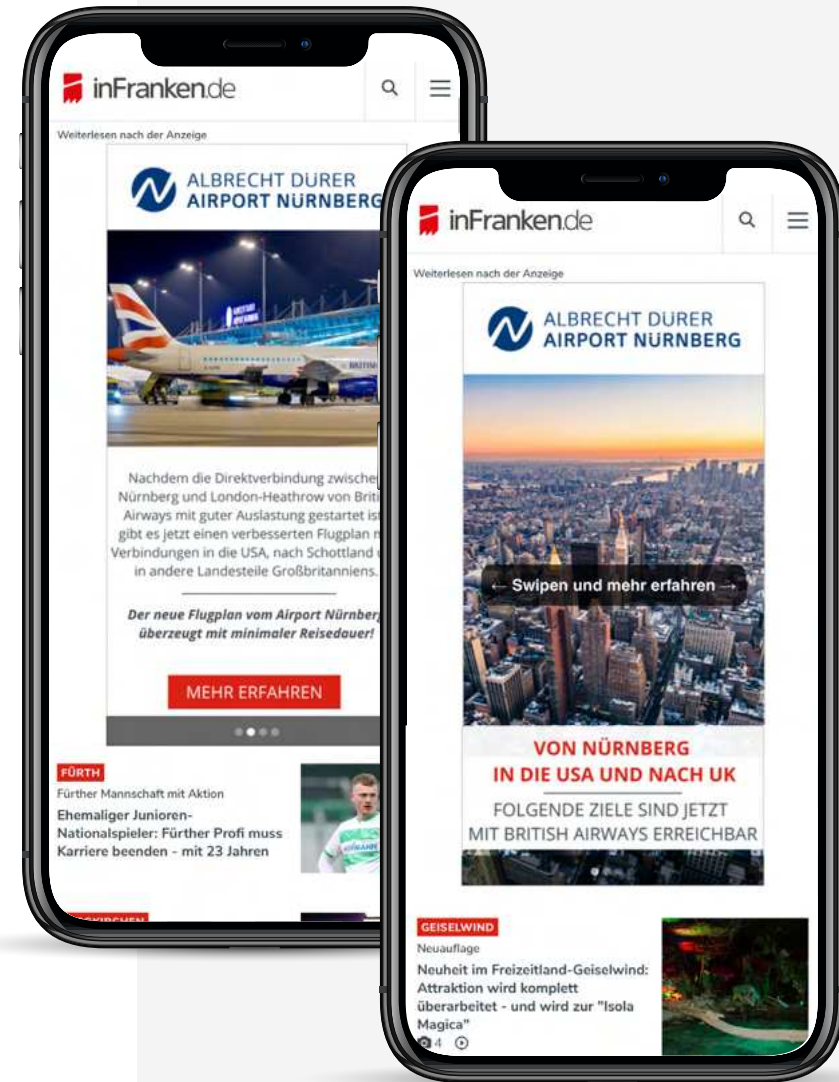 inFranken.de
Weiterlesen nach der Anzeige
ALBRECHT DÜRER
AIRPORT NÜRNBERG
Nachdem die Direktverbindung zwische
Nürnberg und London-Heathrow von Briti
Airways mit guter Auslastung gestartet ist
gibt es jetzt einen verbesserten Flugplan m
Verbindungen in die USA, nach Schottland u
in andere Landesteile Großbritanniens.
Der neue Flugplan vom Airport Nürnberg
überzeugt mit minimaler Reisedauer!
MEHR ERFAHREN
FÜRTH
Fürther Mannschaft mit Aktion
Ehemaliger Junioren-
Nationalspieler: Fürther Profi muss
Karriere beenden - mit 23 Jahren
inFranken.de
Weiterlesen nach der Anzeige
ALBRECHT DÜRER
AIRPORT NÜRNBERG
← Swipen und mehr erfahren →
VON NÜRNBERG
IN DIE USA UND NACH UK
FOLGENDE ZIELE SIND JETZT
MIT BRITISH AIRWAYS ERREICHBAR
GEISELWIND
Neuauflage
Neuheit im Freizeitland-Geiselwind:
Attraktion wird komplett
überarbeitet - und wird zur "Isola
Magica"
4